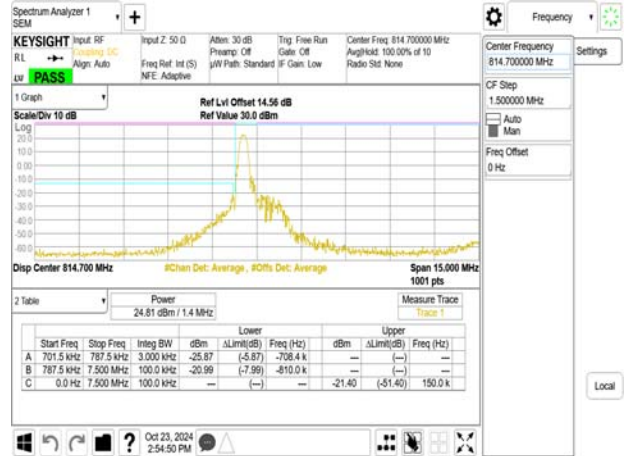 Spectrum Analyzer 1
SEM
Frequency
KEYSIGHT Input: RF Input Z: 50 Ω Atten: 30 dB Trig: Free Run Center Freq: 814.700000 MHz
RL Coupling: DC Preamp: Off Gate: Off Avg|Hold: 100.00% of 10
Align: Auto Freq Ref: Int (S) µW Path: Standard IF Gain: Low Radio Std: None
LXI PASS NFE: Adaptive
Center Frequency
814.700000 MHz
Settings
CF Step
1.500000 MHz
Auto
Man
Freq Offset
0 Hz
Local
1 Graph
Ref Lvl Offset 14.56 dB
Scale/Div 10 dB Ref Value 30.0 dBm
Log
20.0
10.0
0.00
-10.0
-20.0
-30.0
-40.0
-50.0
-60.0
Disp Center 814.700 MHz #Chan Det: Average , #Offs Det: Average Span 15.000 MHz
1001 pts
2 Table Power Measure Trace
24.81 dBm / 1.4 MHz Trace 1
Lower Upper
Start Freq Stop Freq Integ BW dBm ΔLimit(dB) Freq (Hz) dBm ΔLimit(dB) Freq (Hz)
A 701.5 kHz 787.5 kHz 3.000 kHz -25.87 (-5.87) -708.4 k --- (---) ---
B 787.5 kHz 7.500 MHz 100.0 kHz -20.99 (-7.99) -810.0 k --- (---) ---
C 0.0 Hz 7.500 MHz 100.0 kHz --- (---) --- -21.40 (-51.40) 150.0 k
? Oct 23, 2024
2:54:50 PM